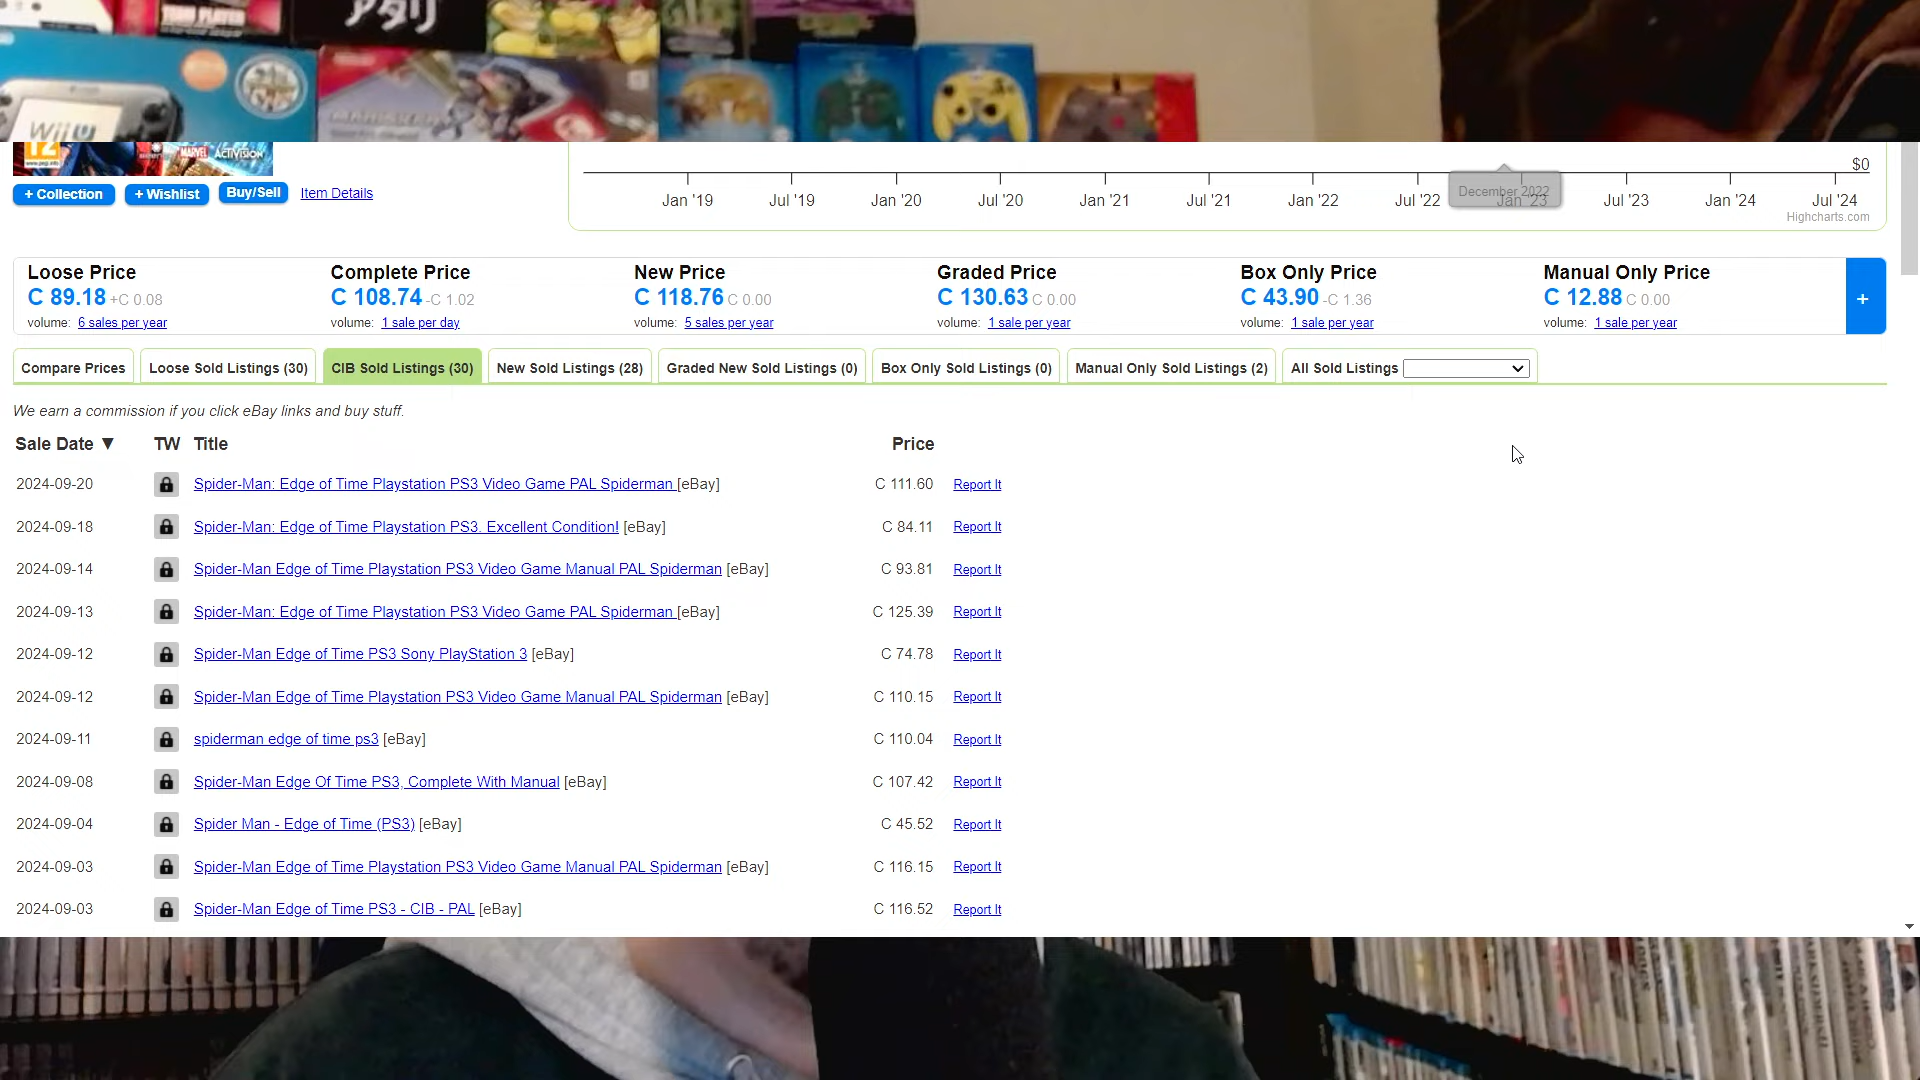 Wii U
12
MARVEL ACTIVISION
+ Collection + Wishlist Buy/Sell Item Details
$0
December 2022
Jan '19 Jul '19 Jan '20 Jul '20 Jan '21 Jul '21 Jan '22 Jul '22 Jan '23 Jul '23 Jan '24 Jul '24
Highcharts.com
Loose Price Complete Price New Price Graded Price Box Only Price Manual Only Price
C 89.18 +C 0.08 C 108.74 -C 1.02 C 118.76 C 0.00 C 130.63 C 0.00 C 43.90 -C 1.36 C 12.88 C 0.00 +
volume: 6 sales per year volume: 1 sale per day volume: 5 sales per year volume: 1 sale per year volume: 1 sale per year volume: 1 sale per year
Compare Prices Loose Sold Listings (30) CIB Sold Listings (30) New Sold Listings (28) Graded New Sold Listings (0) Box Only Sold Listings (0) Manual Only Sold Listings (2) All Sold Listings
We earn a commission if you click eBay links and buy stuff.
Sale Date ▼ TW Title Price
2024-09-20 Spider-Man: Edge of Time Playstation PS3 Video Game PAL Spiderman [eBay] C 111.60 Report It
2024-09-18 Spider-Man: Edge of Time Playstation PS3. Excellent Condition! [eBay] C 84.11 Report It
2024-09-14 Spider-Man Edge of Time Playstation PS3 Video Game Manual PAL Spiderman [eBay] C 93.81 Report It
2024-09-13 Spider-Man: Edge of Time Playstation PS3 Video Game PAL Spiderman [eBay] C 125.39 Report It
2024-09-12 Spider-Man Edge of Time PS3 Sony PlayStation 3 [eBay] C 74.78 Report It
2024-09-12 Spider-Man Edge of Time Playstation PS3 Video Game Manual PAL Spiderman [eBay] C 110.15 Report It
2024-09-11 spiderman edge of time ps3 [eBay] C 110.04 Report It
2024-09-08 Spider-Man Edge Of Time PS3, Complete With Manual [eBay] C 107.42 Report It
2024-09-04 Spider Man - Edge of Time (PS3) [eBay] C 45.52 Report It
2024-09-03 Spider-Man Edge of Time Playstation PS3 Video Game Manual PAL Spiderman [eBay] C 116.15 Report It
2024-09-03 Spider-Man Edge of Time PS3 - CIB - PAL [eBay] C 116.52 Report It